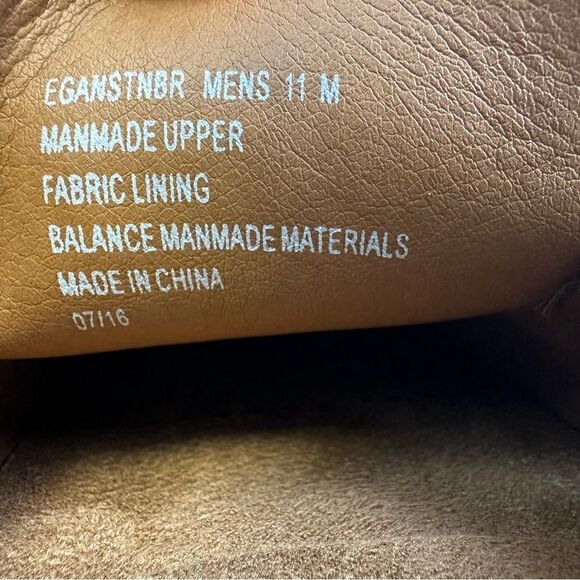 EGANSTNBR MENS 11 M
MANMADE UPPER
FABRIC LINING
BALANCE MANMADE MATERIALS
MADE IN CHINA
07/16